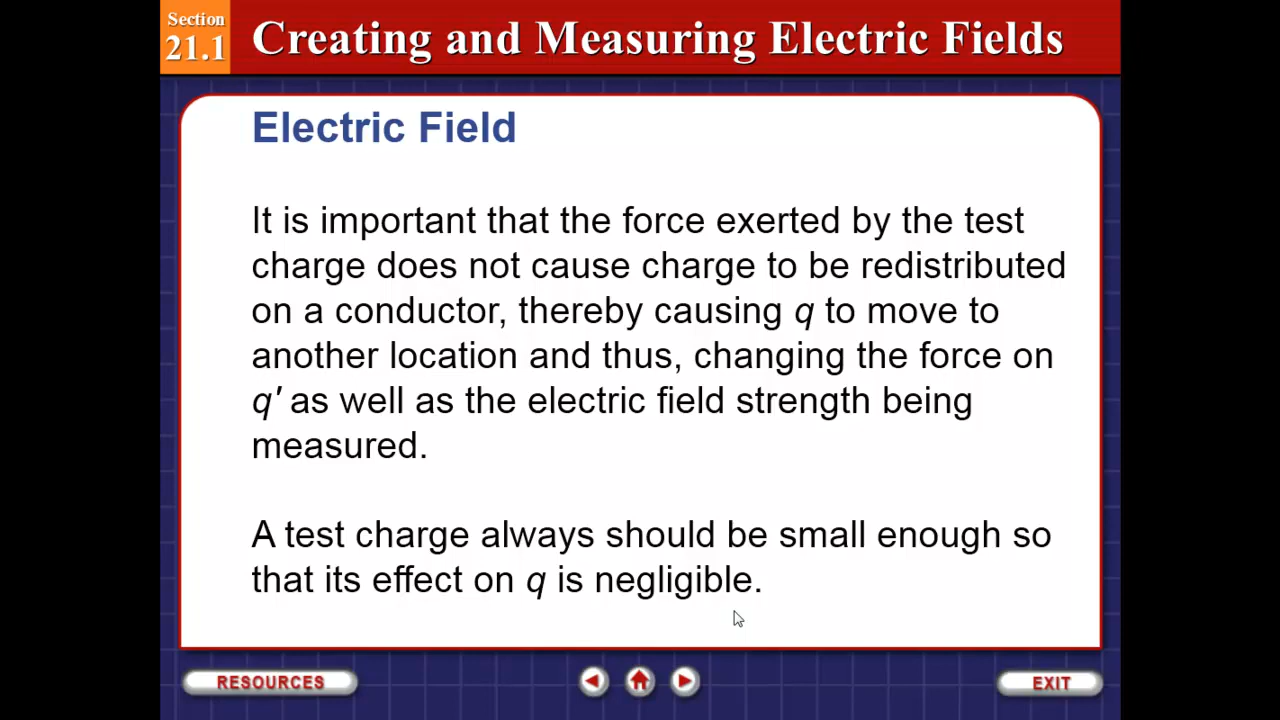 Section
21.1
Creating and Measuring Electric Fields
Electric Field
It is important that the force exerted by the test
charge does not cause charge to be redistributed
on a conductor, thereby causing q to move to
another location and thus, changing the force on
q′ as well as the electric field strength being
measured.
A test charge always should be small enough so
that its effect on q is negligible.
RESOURCES
EXIT